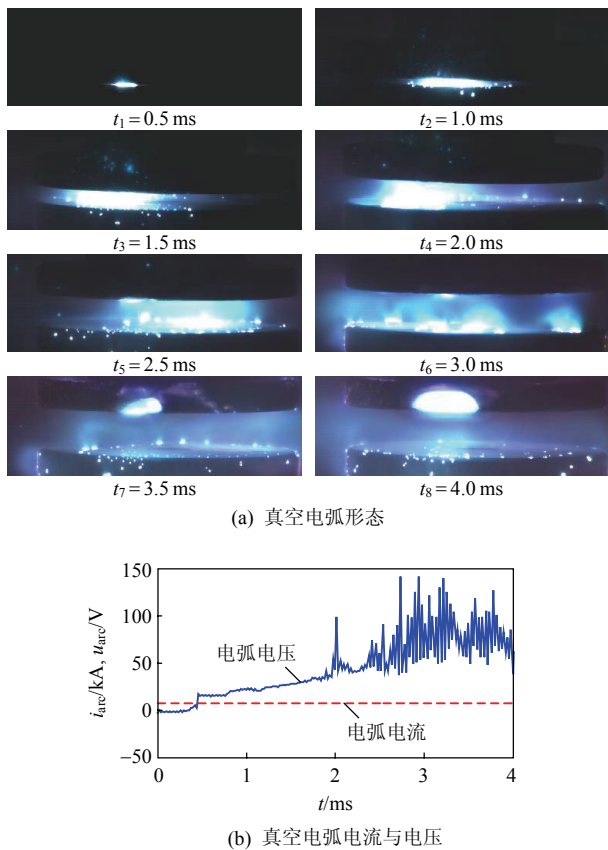 t₁ = 0.5 ms t₂ = 1.0 ms
t₃ = 1.5 ms t₄ = 2.0 ms
t₅ = 2.5 ms t₆ = 3.0 ms
t₇ = 3.5 ms t₈ = 4.0 ms
(a) 真空电弧形态
150
100
50
0
−50
i_arc/kA, u_arc/V
电弧电压
电弧电流
0 1 2 3 4
t/ms
(b) 真空电弧电流与电压